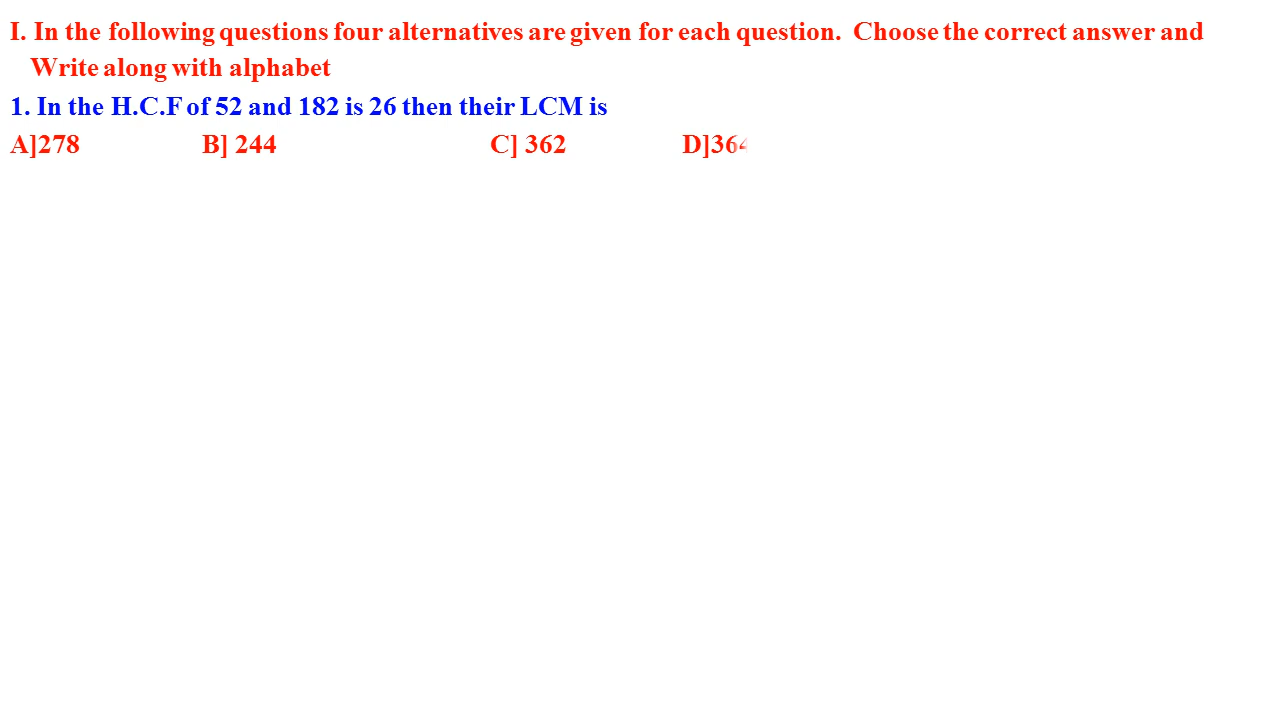 I. In the following questions four alternatives are given for each question. Choose the correct answer and
Write along with alphabet
1. In the H.C.F of 52 and 182 is 26 then their LCM is
A]278 B] 244 C] 362 D]364